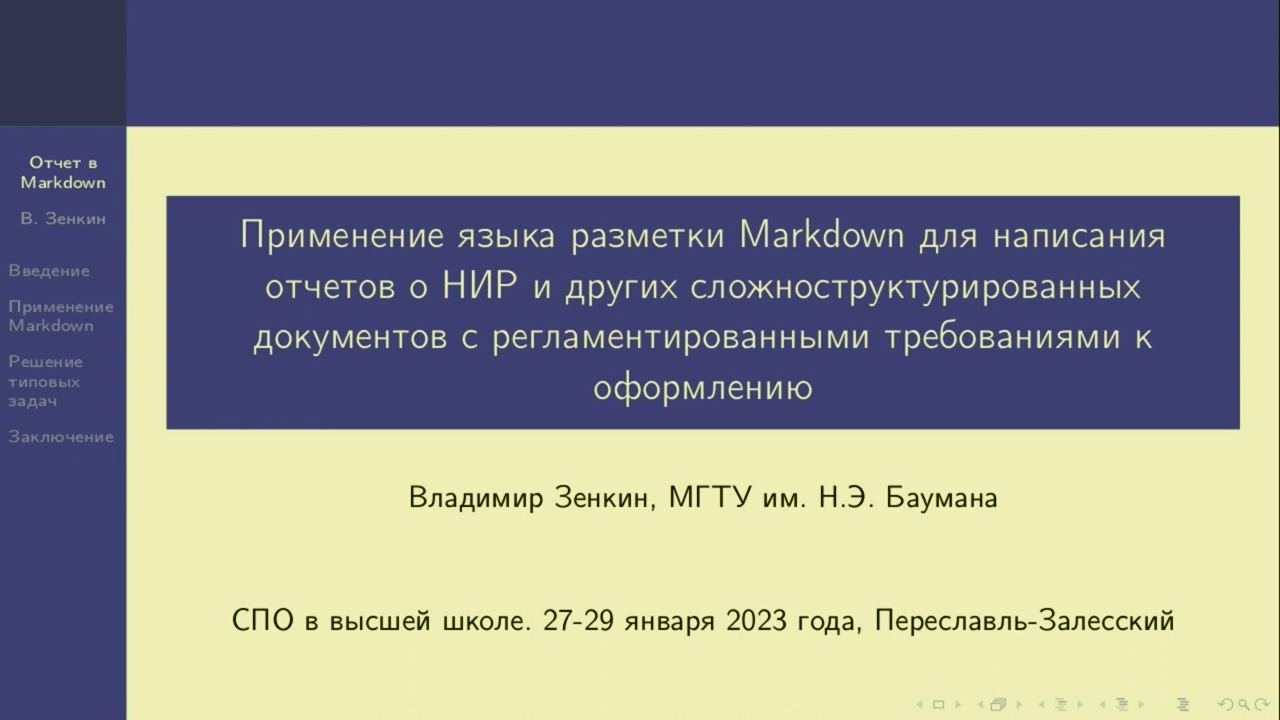 Отчет в
Markdown
В. Зенкин
Введение
Применение
Markdown
Решение
типовых
задач
Заключение
Применение языка разметки Markdown для написания
отчетов о НИР и других сложноструктурированных
документов с регламентированными требованиями к
оформлению
Владимир Зенкин, МГТУ им. Н.Э. Баумана
СПО в высшей школе. 27-29 января 2023 года, Переславль-Залесский